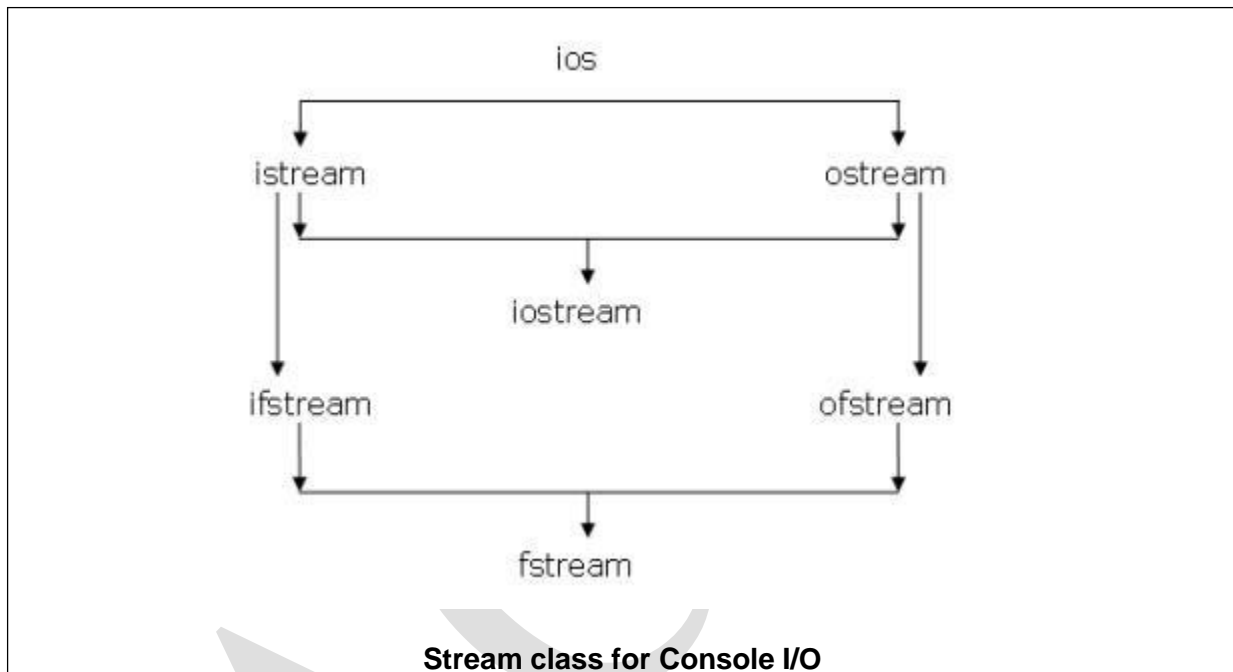 ios
istream ostream
iostream
ifstream ofstream
fstream
Stream class for Console I/O